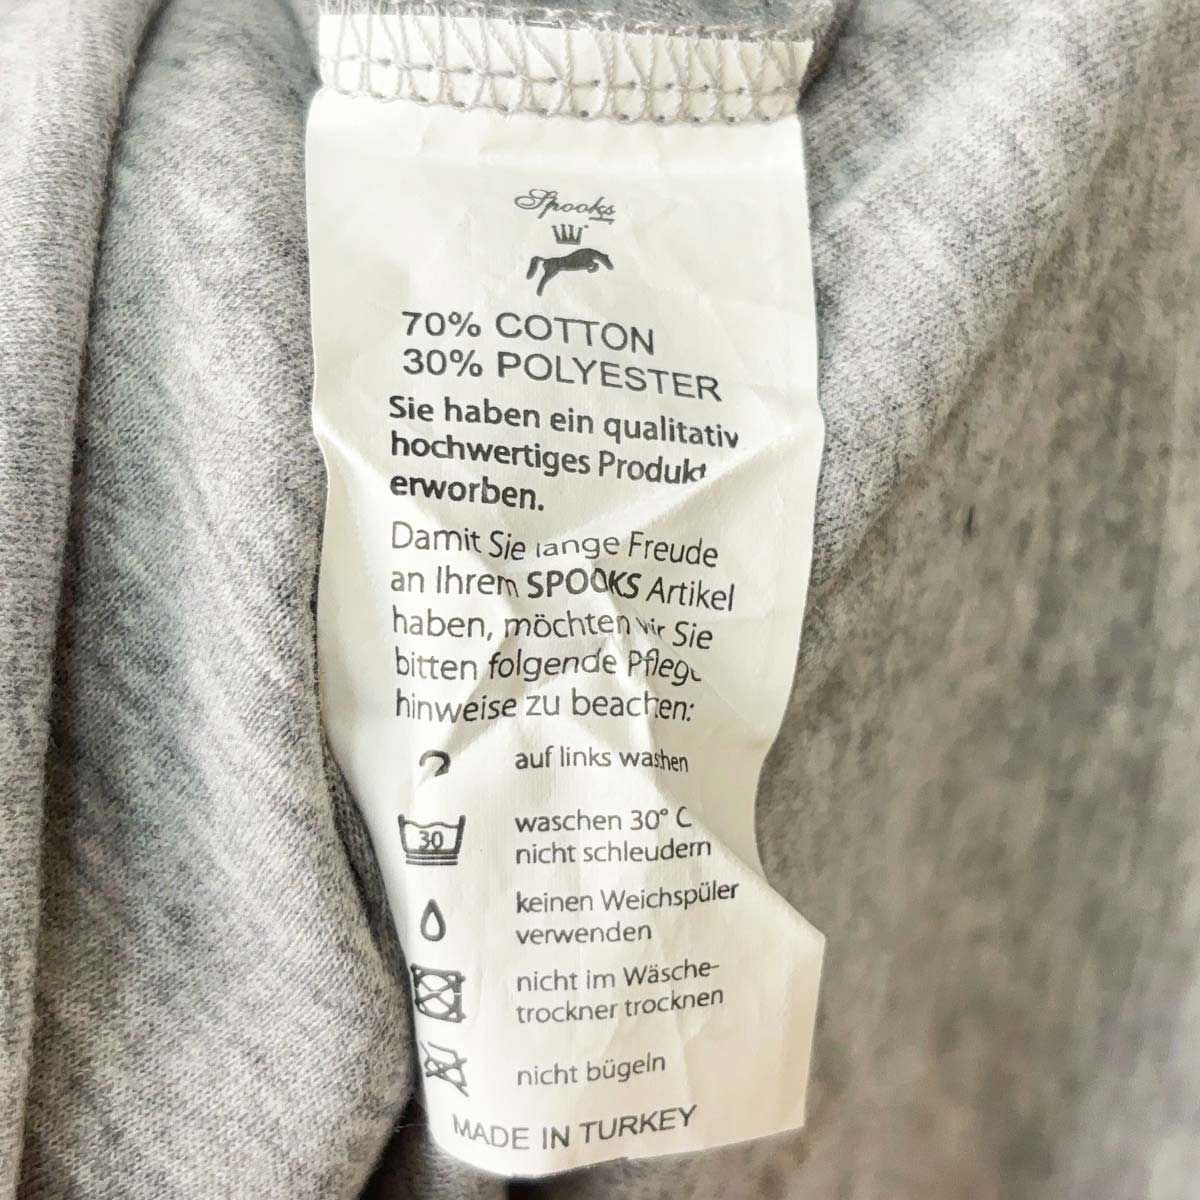 Spooks
70% COTTON
30% POLYESTER
Sie haben ein qualitativ
hochwertiges Produkt
erworben.
Damit Sie lange Freude
an Ihrem SPOOKS Artikel
haben, möchten wir Sie
bitten folgende Pflege
hinweise zu beachten:
auf links waschen
30
waschen 30° C
nicht schleudern
keinen Weichspüler
verwenden
nicht im Wäsche-
trockner trocknen
nicht bügeln
MADE IN TURKEY